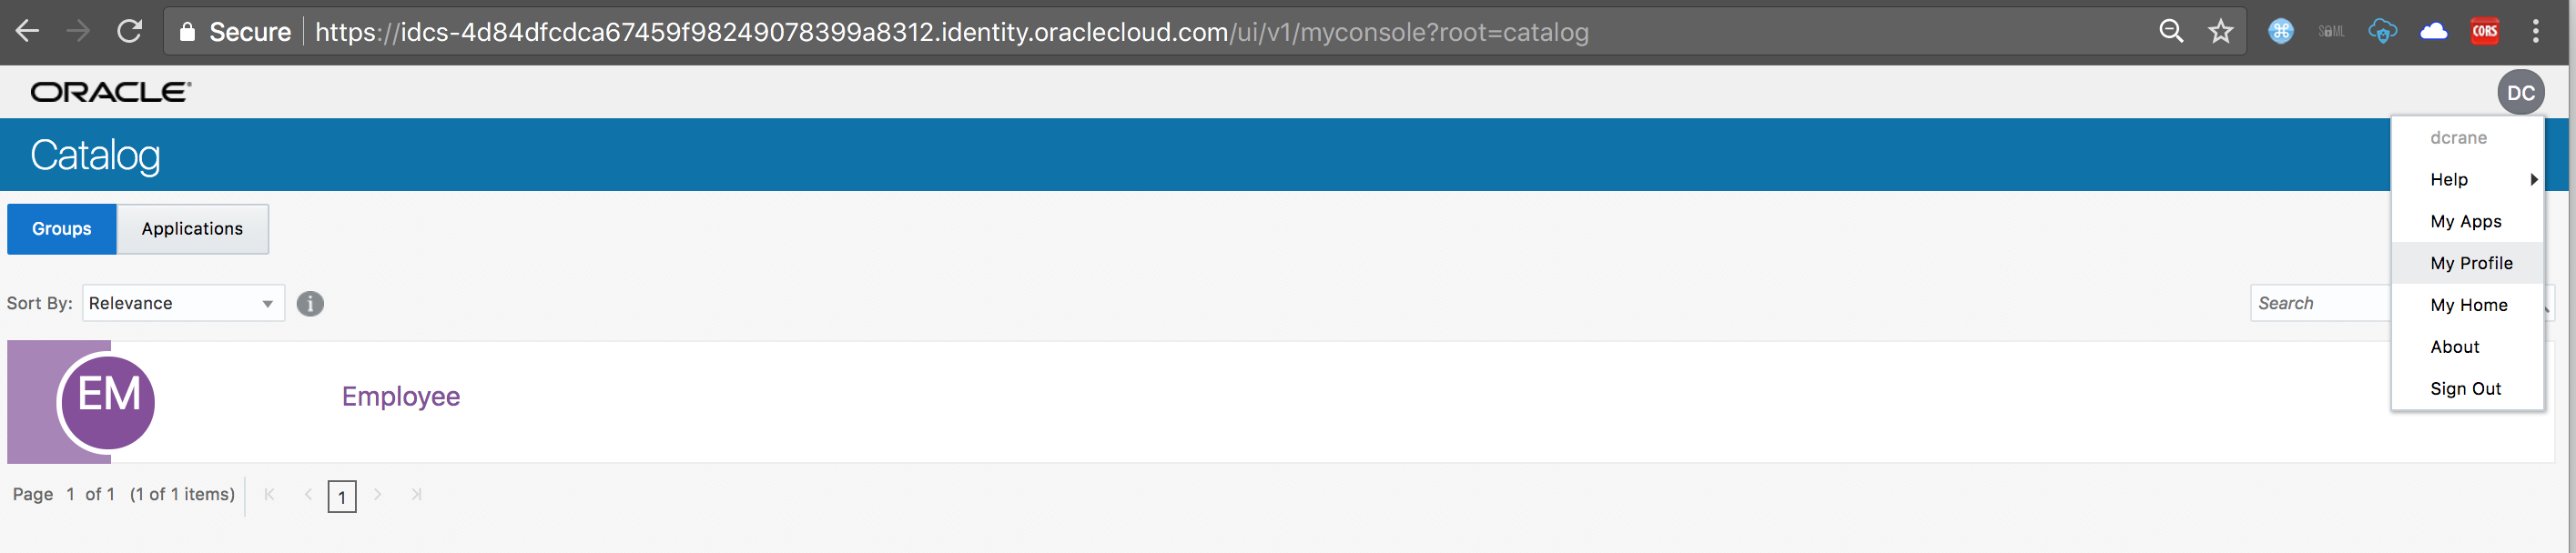 Secure https://idcs-4d84dfcdca67459f98249078399a8312.identity.oraclecloud.com/ui/v1/myconsole?root=catalog
SAML
CORS
ORACLE
DC
Catalog
dcrane
Help
My Apps
My Profile
My Home
About
Sign Out
Groups Applications
Sort By: Relevance
Search
EM Employee
Page 1 of 1 (1 of 1 items) 1